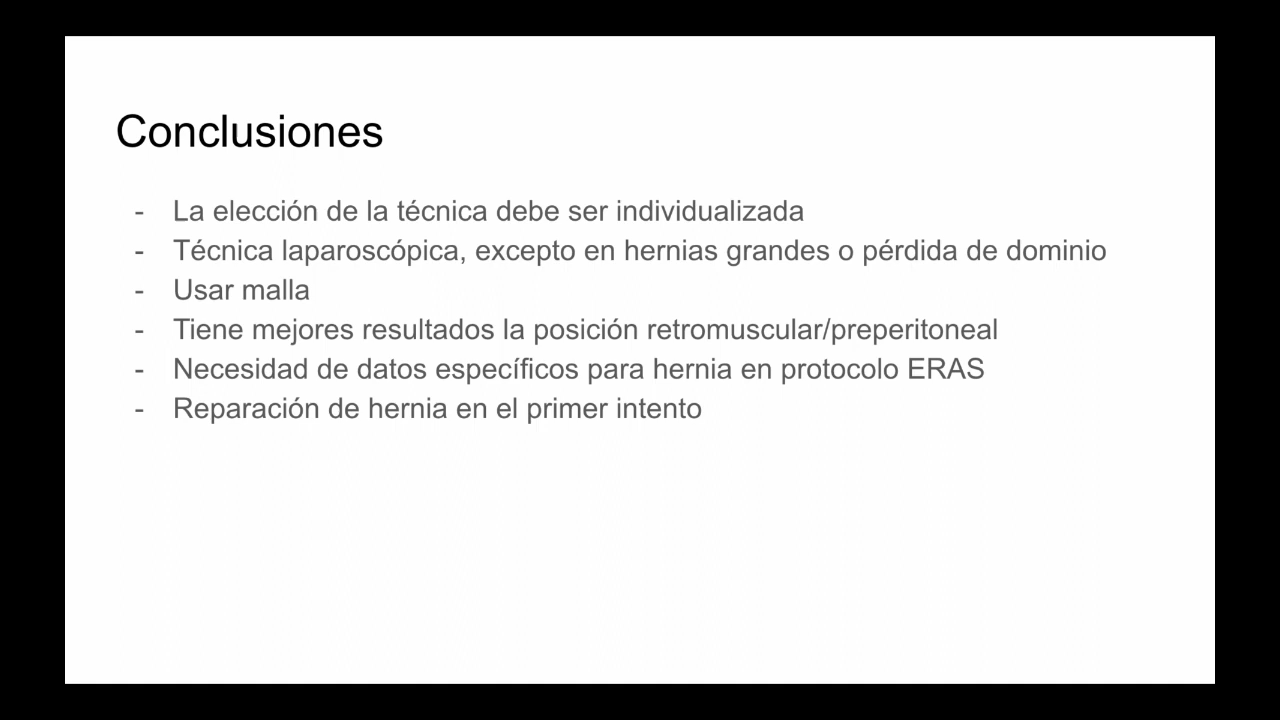 Conclusiones
- La elección de la técnica debe ser individualizada
- Técnica laparoscópica, excepto en hernias grandes o pérdida de dominio
- Usar malla
- Tiene mejores resultados la posición retromuscular/preperitoneal
- Necesidad de datos específicos para hernia en protocolo ERAS
- Reparación de hernia en el primer intento